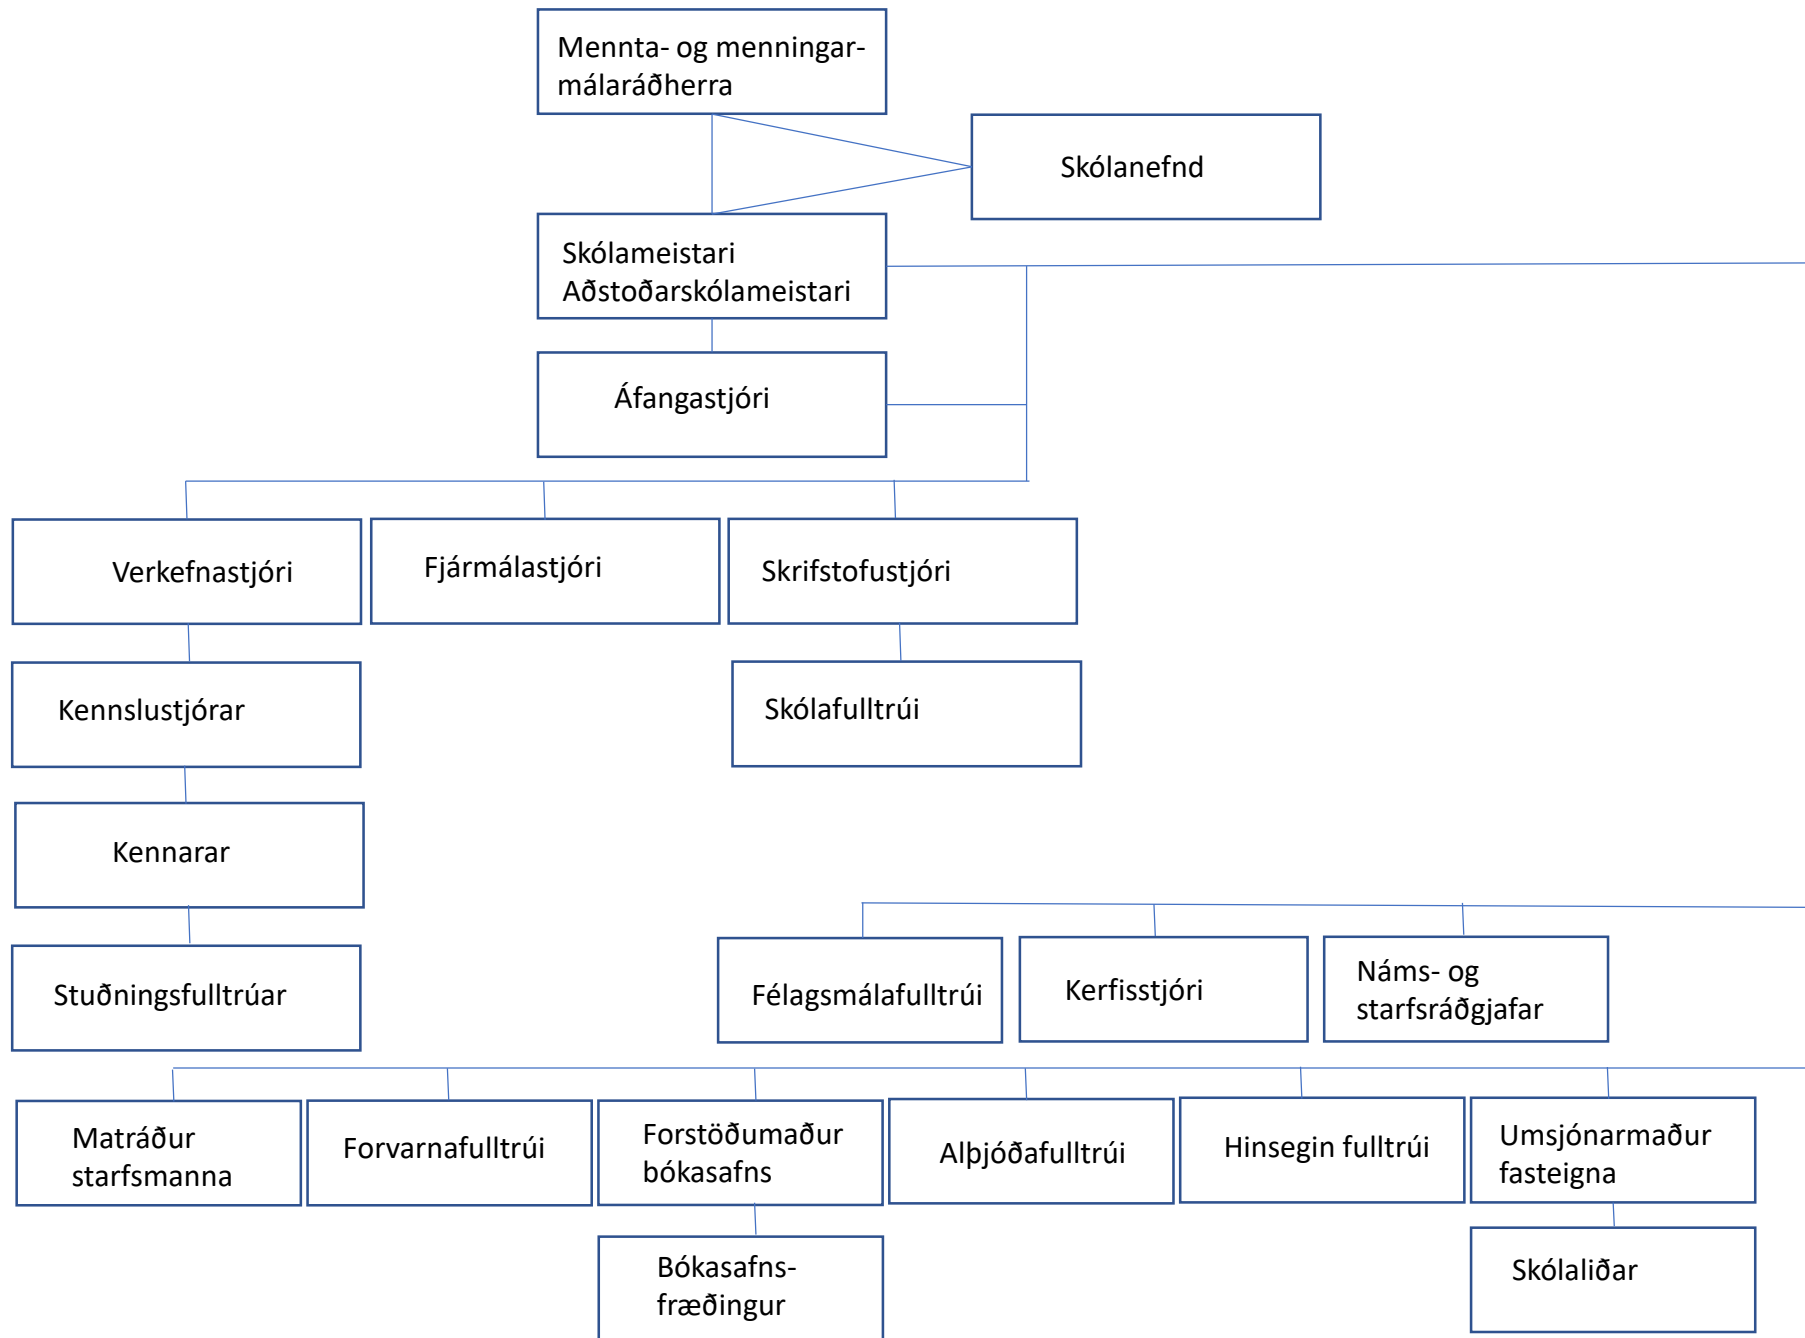 Mennta- og menningar-
málaráðherra
Skólanefnd
Skólameistari
Aðstoðarskólameistari
Áfangastjóri
Verkefnastjóri
Fjármálastjóri
Skrifstofustjóri
Kennslustjórar
Skólafulltrúi
Kennarar
Stuðningsfulltrúar
Félagsmálafulltrúi
Kerfisstjóri
Náms- og
starfsráðgjafar
Matráður
starfsmanna
Forvarnafulltrúi
Forstöðumaður
bókasafns
Alþjóðafulltrúi
Hinsegin fulltrúi
Umsjónarmaður
fasteigna
Bókasafns-
fræðingur
Skólaliðar